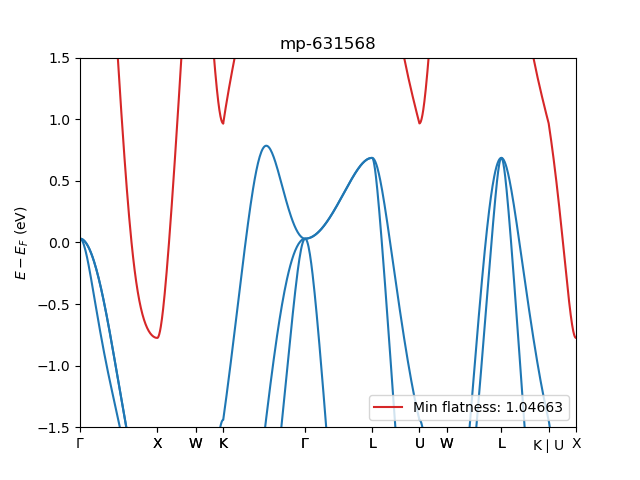 mp-631568
E − E_F (eV)
1.5
1.0
0.5
0.0
−0.5
−1.0
−1.5
Min flatness: 1.04663
Γ X W K Γ L U W L K | U X